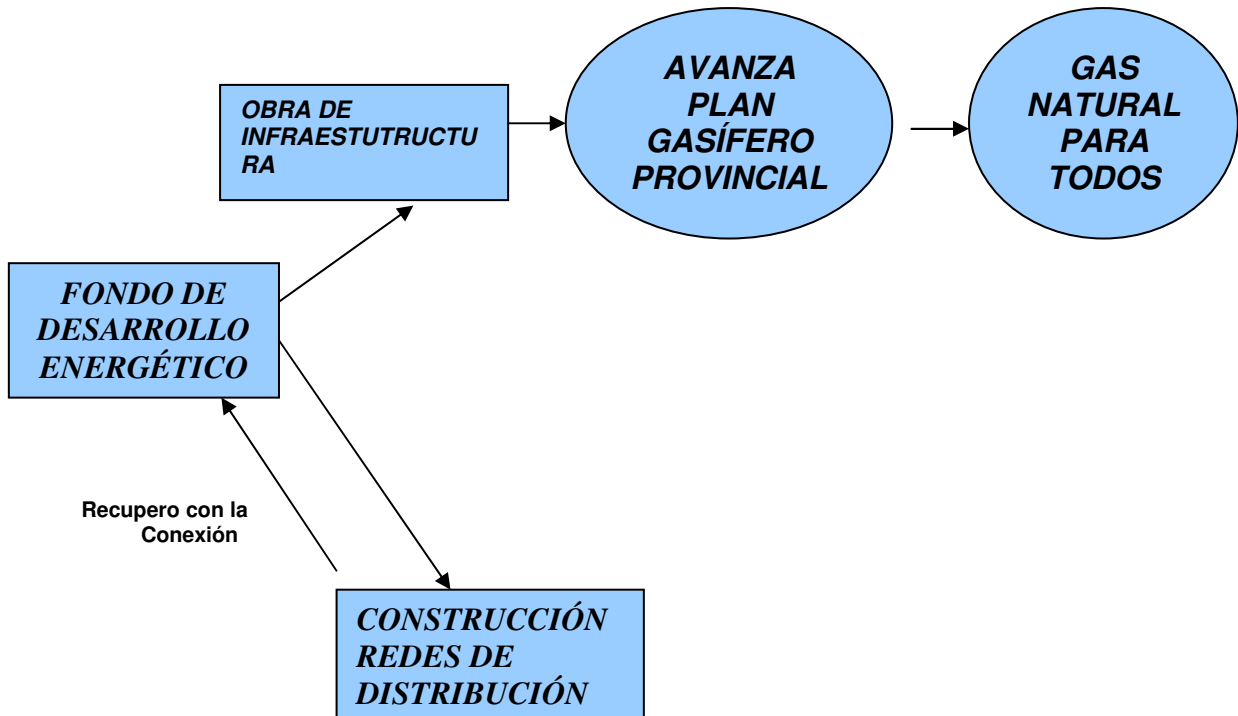 OBRA DE
INFRAESTUTRUCTU
RA
AVANZA
PLAN
GASÍFERO
PROVINCIAL
GAS
NATURAL
PARA
TODOS
FONDO DE
DESARROLLO
ENERGÉTICO
Recupero con la
Conexión
CONSTRUCCIÓN
REDES DE
DISTRIBUCIÓN